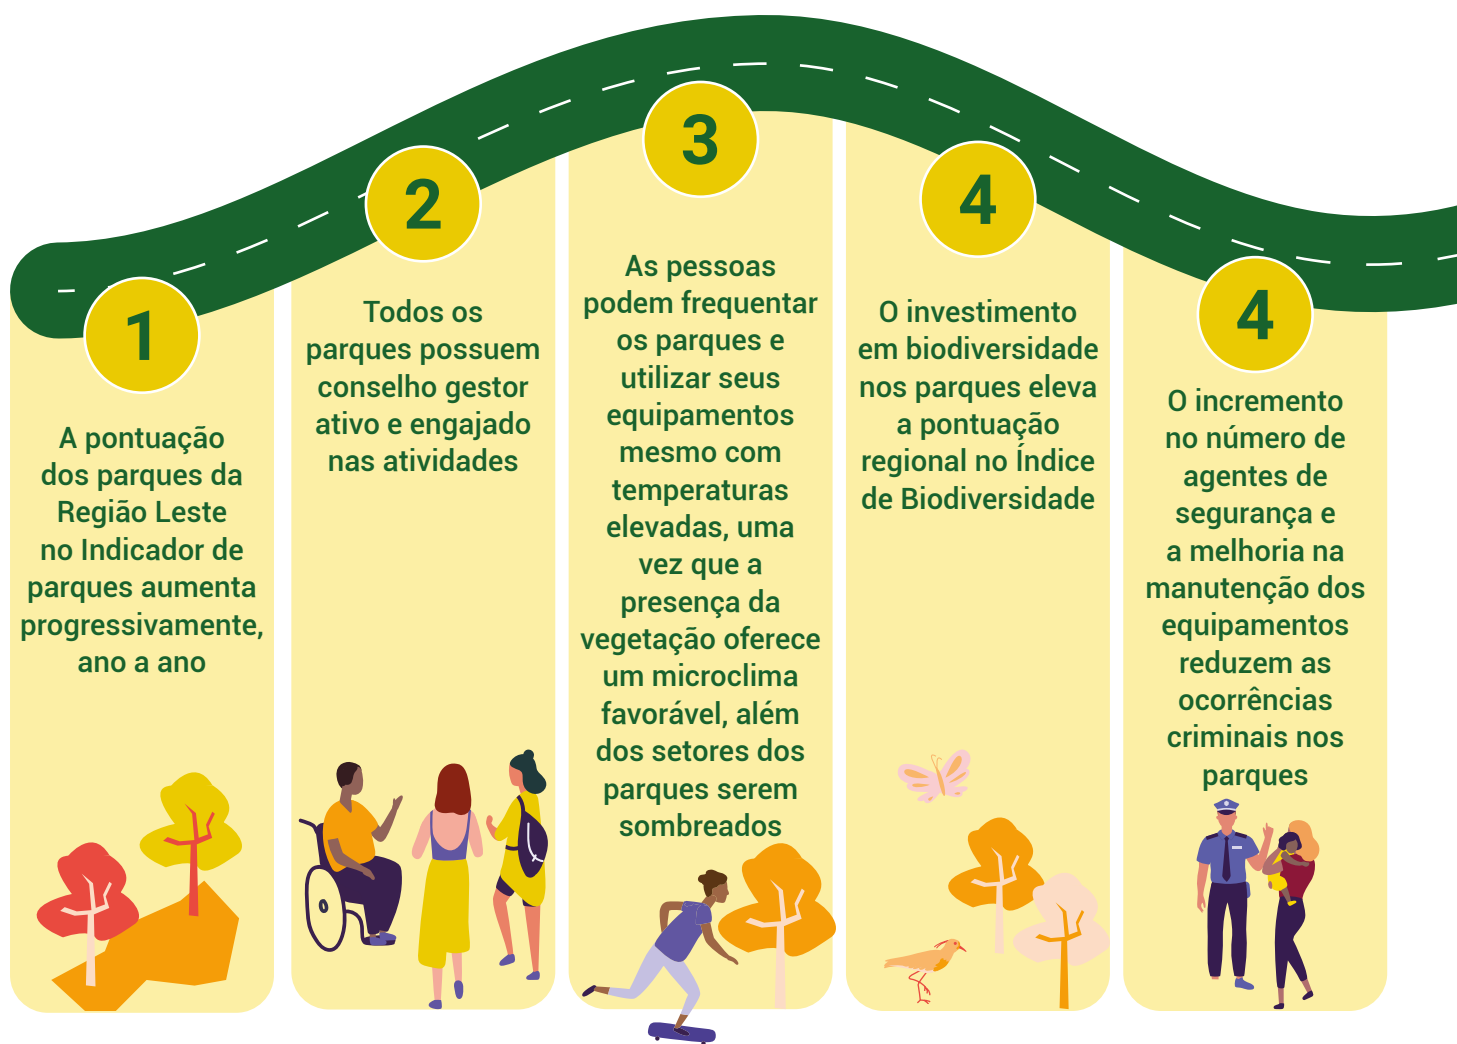 1
A pontuação
dos parques da
Região Leste
no Indicador de
parques aumenta
progressivamente,
ano a ano
2
Todos os
parques possuem
conselho gestor
ativo e engajado
nas atividades
3
As pessoas
podem frequentar
os parques e
utilizar seus
equipamentos
mesmo com
temperaturas
elevadas, uma
vez que a
presença da
vegetação oferece
um microclima
favorável, além
dos setores dos
parques serem
sombreados
4
O investimento
em biodiversidade
nos parques eleva
a pontuação
regional no Índice
de Biodiversidade
4
O incremento
no número de
agentes de
segurança e
a melhoria na
manutenção dos
equipamentos
reduzem as
ocorrências
criminais nos
parques